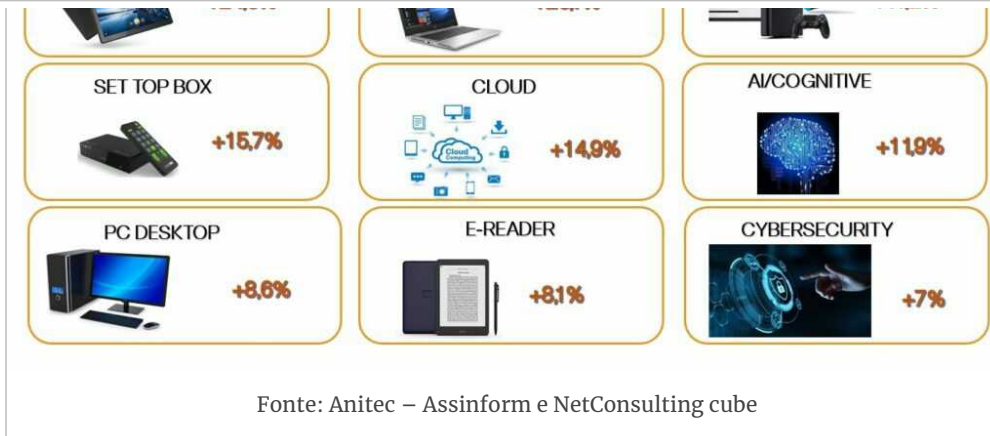 SET TOP BOX
+15,7%
CLOUD
Cloud
Computing
+14,9%
AI/COGNITIVE
+11,9%
PC DESKTOP
+8,6%
E-READER
+8,1%
CYBERSECURITY
+7%
Fonte: Anitec – Assinform e NetConsulting cube